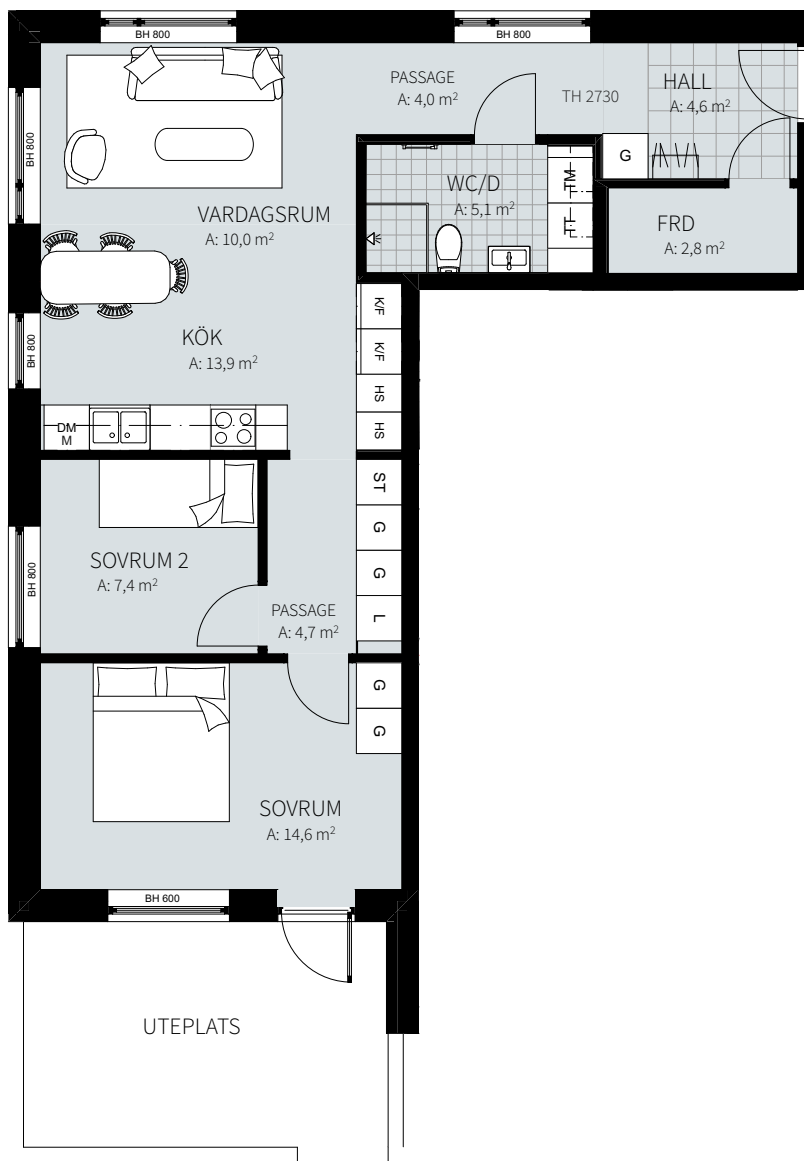 BH 800
BH 800
PASSAGE
A: 4,0 m²
TH 2730
HALL
A: 4,6 m²
BH 800
G
WC/D
A: 5,1 m²
TM
TT
FRD
A: 2,8 m²
VARDAGSRUM
A: 10,0 m²
K/F
K/F
HS
HS
BH 800
KÖK
A: 13,9 m²
DM
M
ST
G
G
L
BH 800
SOVRUM 2
A: 7,4 m²
PASSAGE
A: 4,7 m²
G
G
SOVRUM
A: 14,6 m²
BH 600
UTEPLATS